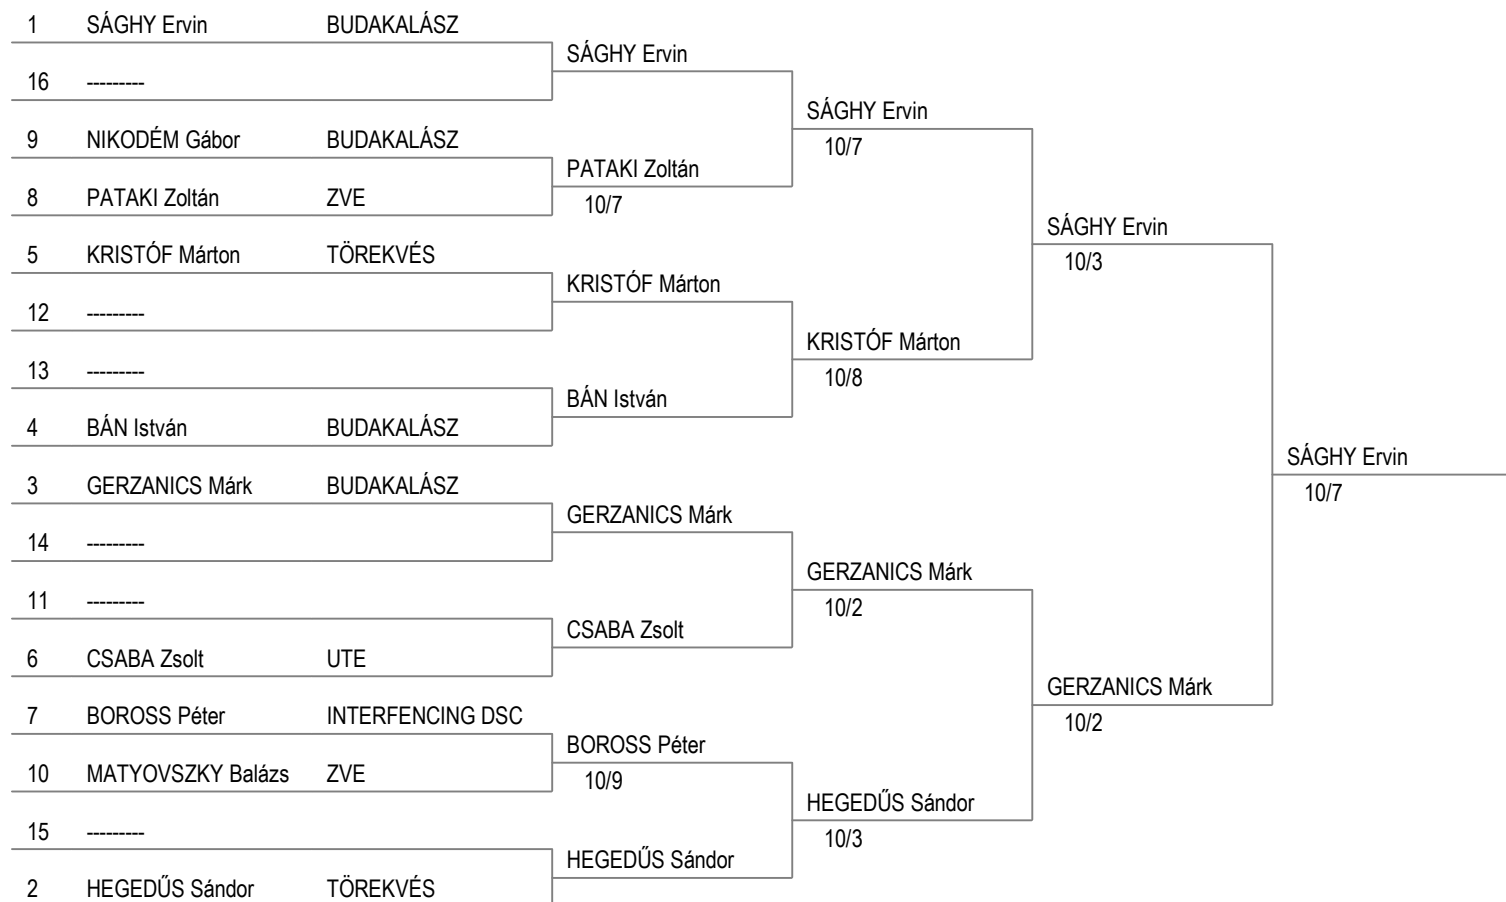 1 SÁGHY Ervin BUDAKALÁSZ
SÁGHY Ervin
16 ---------
SÁGHY Ervin
10/7
9 NIKODÉM Gábor BUDAKALÁSZ
PATAKI Zoltán
10/7
8 PATAKI Zoltán ZVE
SÁGHY Ervin
10/3
5 KRISTÓF Márton TÖREKVÉS
KRISTÓF Márton
12 ---------
KRISTÓF Márton
10/8
13 ---------
BÁN István
4 BÁN István BUDAKALÁSZ
SÁGHY Ervin
10/7
3 GERZANICS Márk BUDAKALÁSZ
GERZANICS Márk
14 ---------
GERZANICS Márk
10/2
11 ---------
CSABA Zsolt
6 CSABA Zsolt UTE
GERZANICS Márk
10/2
7 BOROSS Péter INTERFENCING DSC
BOROSS Péter
10/9
10 MATYOVSZKY Balázs ZVE
HEGEDŰS Sándor
10/3
15 ---------
HEGEDŰS Sándor
2 HEGEDŰS Sándor TÖREKVÉS